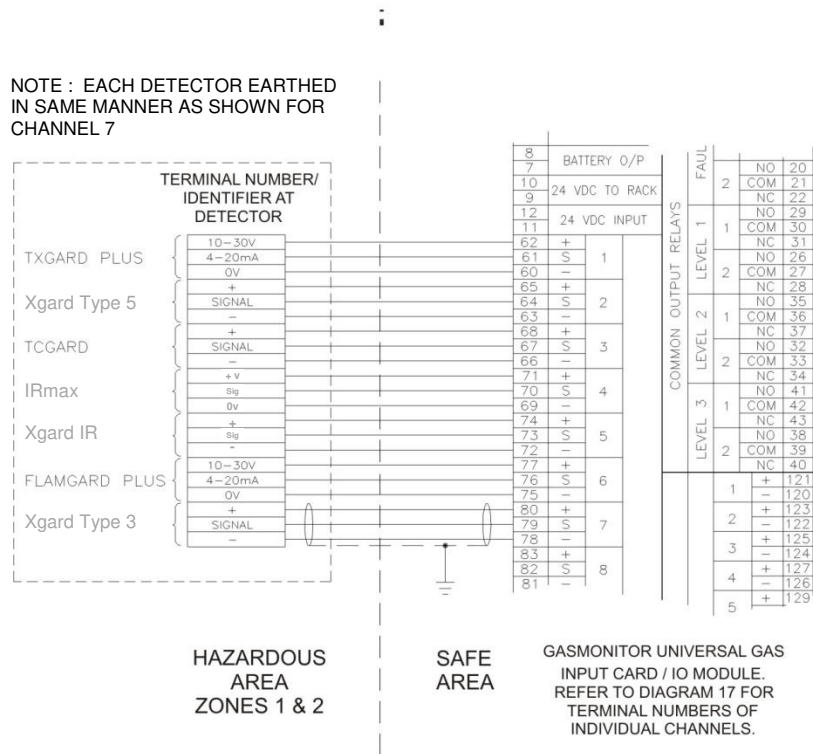 NOTE : EACH DETECTOR EARTHED
IN SAME MANNER AS SHOWN FOR
CHANNEL 7
TERMINAL NUMBER/
IDENTIFIER AT
DETECTOR
TXGARD PLUS
10-30V
4-20mA
0V
Xgard Type 5
+
SIGNAL
-
TCGARD
+
SIGNAL
-
IRmax
+ V
Sig
0v
Xgard IR
+
Sig
-
FLAMGARD PLUS
10-30V
4-20mA
0V
Xgard Type 3
+
SIGNAL
-
8
7
BATTERY O/P
10
9
24 VDC TO RACK
12
11
24 VDC INPUT
62 +
61 S 1
60 -
65 +
64 S 2
63 -
68 +
67 S 3
66 -
71 +
70 S 4
69 -
74 +
73 S 5
72 -
77 +
76 S 6
75 -
80 +
79 S 7
78 -
83 +
82 S 8
81 -
COMMON OUTPUT RELAYS
FAUL
2
NO 20
COM 21
NC 22
LEVEL 1
1
NO 29
COM 30
NC 31
2
NO 26
COM 27
NC 28
LEVEL 2
1
NO 35
COM 36
NC 37
2
NO 32
COM 33
NC 34
LEVEL 3
1
NO 41
COM 42
NC 43
2
NO 38
COM 39
NC 40
1
+ 121
- 120
2
+ 123
- 122
3
+ 125
- 124
4
+ 127
- 126
5
+ 129
HAZARDOUS
AREA
ZONES 1 & 2
SAFE
AREA
GASMONITOR UNIVERSAL GAS
INPUT CARD / IO MODULE.
REFER TO DIAGRAM 17 FOR
TERMINAL NUMBERS OF
INDIVIDUAL CHANNELS.